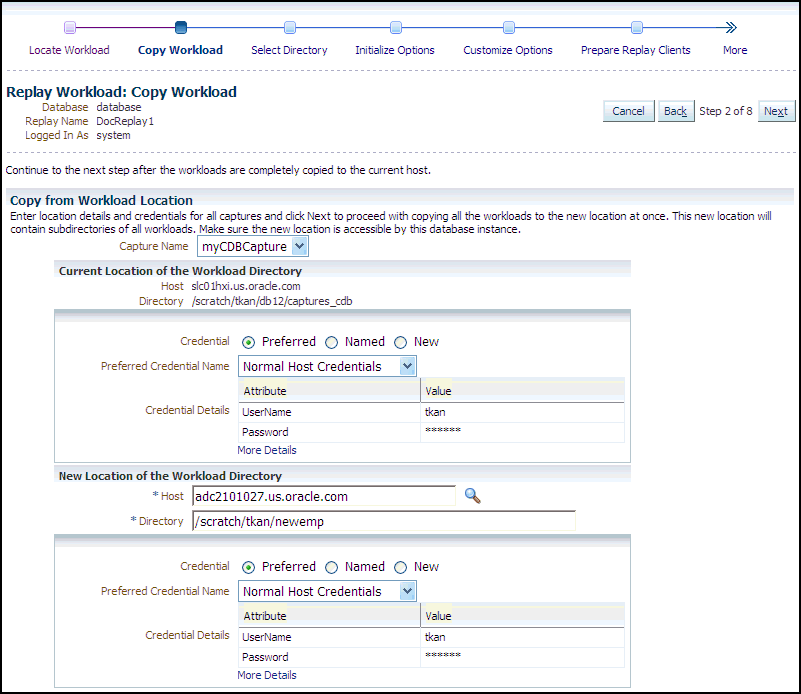 Locate Workload Copy Workload Select Directory Initialize Options Customize Options Prepare Replay Clients More
Replay Workload: Copy Workload
Database database
Replay Name DocReplay1
Logged In As system
Cancel Back Step 2 of 8 Next
Continue to the next step after the workloads are completely copied to the current host.
Copy from Workload Location
Enter location details and credentials for all captures and click Next to proceed with copying all the workloads to the new location at once. This new location will
contain subdirectories of all workloads. Make sure the new location is accessible by this database instance.
Capture Name myCDBCapture
Current Location of the Workload Directory
Host slc01hxi.us.oracle.com
Directory /scratch/tkan/db12/captures_cdb
Credential Preferred Named New
Preferred Credential Name Normal Host Credentials
Attribute Value
Credential Details UserName tkan
Password ******
More Details
New Location of the Workload Directory
* Host adc2101027.us.oracle.com
* Directory /scratch/tkan/newemp
Credential Preferred Named New
Preferred Credential Name Normal Host Credentials
Attribute Value
UserName tkan
Credential Details
Password ******
More Details